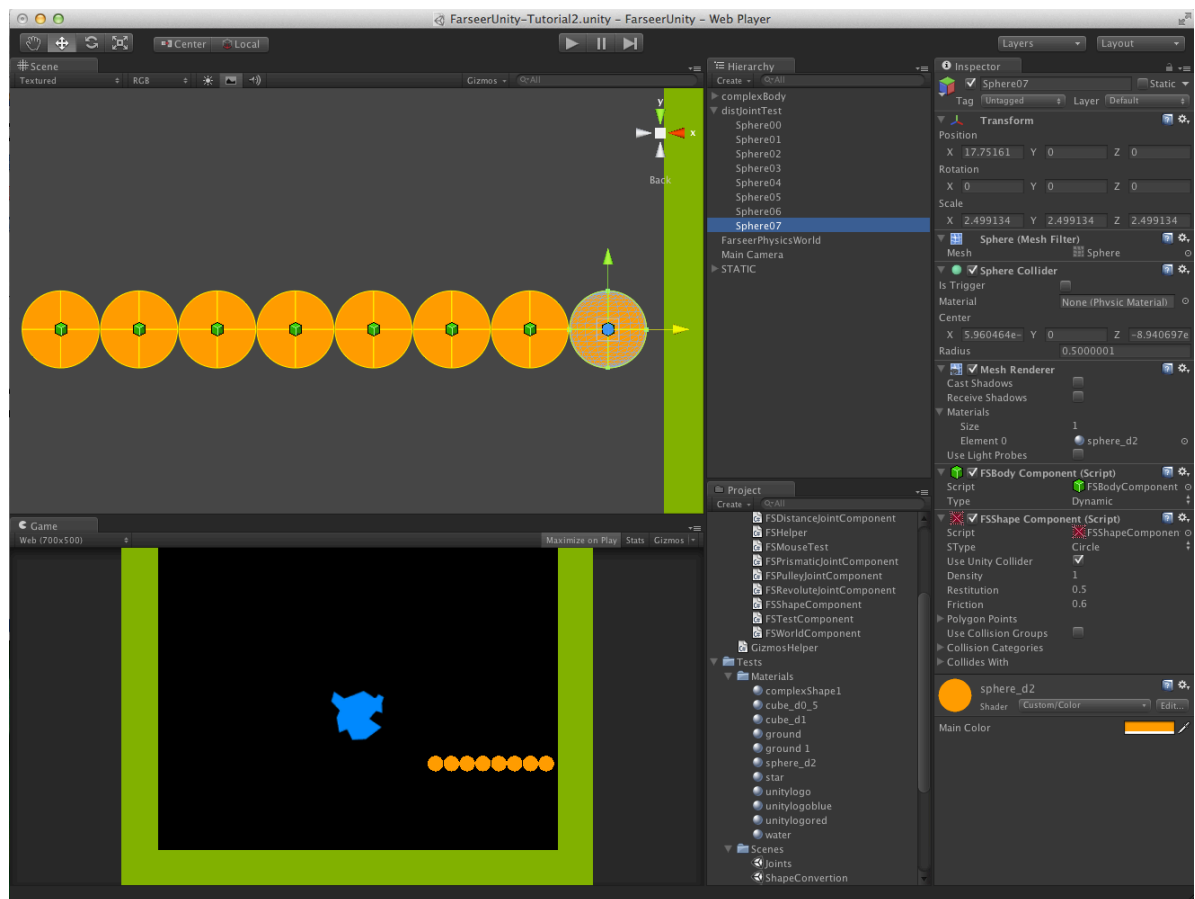 FarseerUnity-Tutorial2.unity – FarseerUnity – Web Player
Center Local Layers Layout
Scene
Textured RGB Gizmos All
y
x
Back
Game
Web (700x500) Maximize on Play Stats Gizmos
Hierarchy
Create All
complexBody
distJointTest
Sphere00
Sphere01
Sphere02
Sphere03
Sphere04
Sphere05
Sphere06
Sphere07
FarseerPhysicsWorld
Main Camera
STATIC
Project
Create All
FSDistanceJointComponent
FSHelper
FSMouseTest
FSPrismaticJointComponent
FSPulleyJointComponent
FSRevoluteJointComponent
FSShapeComponent
FSTestComponent
FSWorldComponent
GizmosHelper
Tests
Materials
complexShape1
cube_d0_5
cube_d1
ground
ground 1
sphere_d2
star
unitylogo
unitylogoblue
unitylogored
water
Scenes
Joints
ShapeConvertion
Inspector
Sphere07 Static
Tag Untagged Layer Default
Transform
Position
X 17.75161 Y 0 Z 0
Rotation
X 0 Y 0 Z 0
Scale
X 2.499134 Y 2.499134 Z 2.499134
Sphere (Mesh Filter)
Mesh Sphere
Sphere Collider
Is Trigger
Material None (Physic Material)
Center
X 5.960464e- Y 0 Z -8.940697e
Radius 0.5000001
Mesh Renderer
Cast Shadows
Receive Shadows
Materials
Size 1
Element 0 sphere_d2
Use Light Probes
FSBody Component (Script)
Script FSBodyComponent
Type Dynamic
FSShape Component (Script)
Script FSShapeComponen
SType Circle
Use Unity Collider
Density 1
Restitution 0.5
Friction 0.6
Polygon Points
Use Collision Groups
Collision Categories
Collides With
sphere_d2
Shader Custom/Color Edit...
Main Color